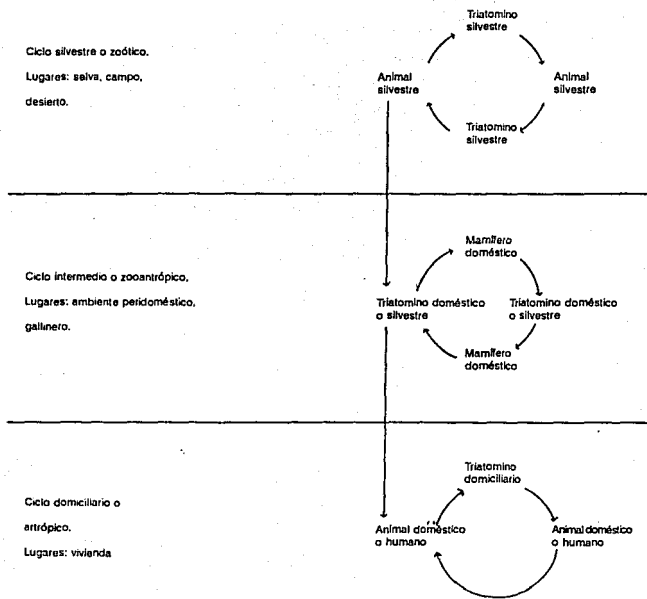 Ciclo silvestre o zoótico.
Lugares: selva, campo,
desierto.
Triatomino
silvestre
Animal
silvestre
Animal
silvestre
Triatomino
silvestre
Ciclo intermedio o zooantrópico.
Lugares: ambiente peridoméstico,
gallinero.
Mamífero
doméstico
Triatomino doméstico
o silvestre
Triatomino doméstico
o silvestre
Mamífero
doméstico
Ciclo domiciliario o
artrópico.
Lugares: vivienda
Triatomino
domiciliario
Animal doméstico
o humano
Animal doméstico
o humano